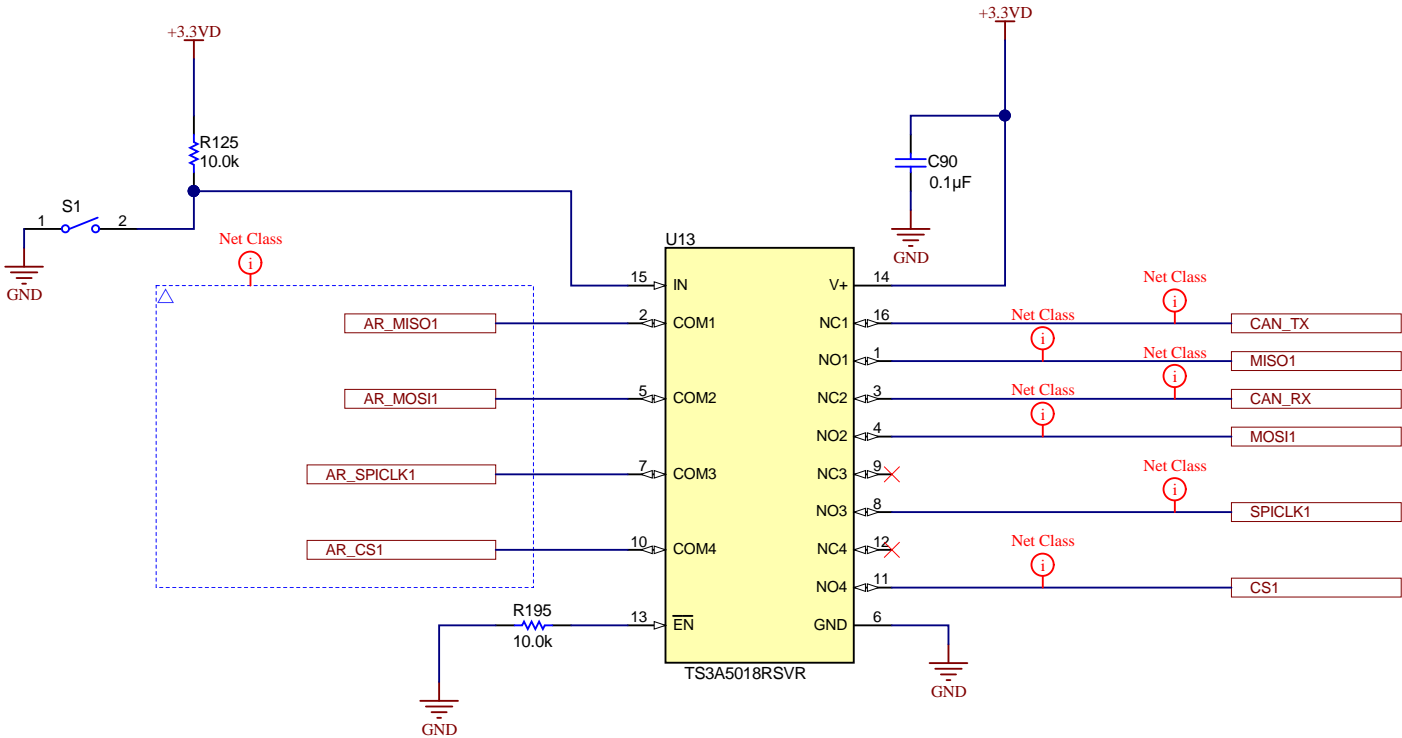 +3.3VD
+3.3VD
R125
10.0k
C90
0.1µF
S1
1 2
GND
Net Class
i
GND
U13
15 IN
V+ 14
2 COM1
NC1 16
Net Class
i
CAN_TX
AR_MISO1
NO1 1
Net Class
i
MISO1
5 COM2
NC2 3
Net Class
i
CAN_RX
AR_MOSI1
NO2 4
Net Class
i
MOSI1
7 COM3
NC3 9
AR_SPICLK1
NO3 8
Net Class
i
SPICLK1
10 COM4
NC4 12
AR_CS1
NO4 11
Net Class
i
CS1
R195
10.0k
13 EN
GND 6
TS3A5018RSVR
GND
GND